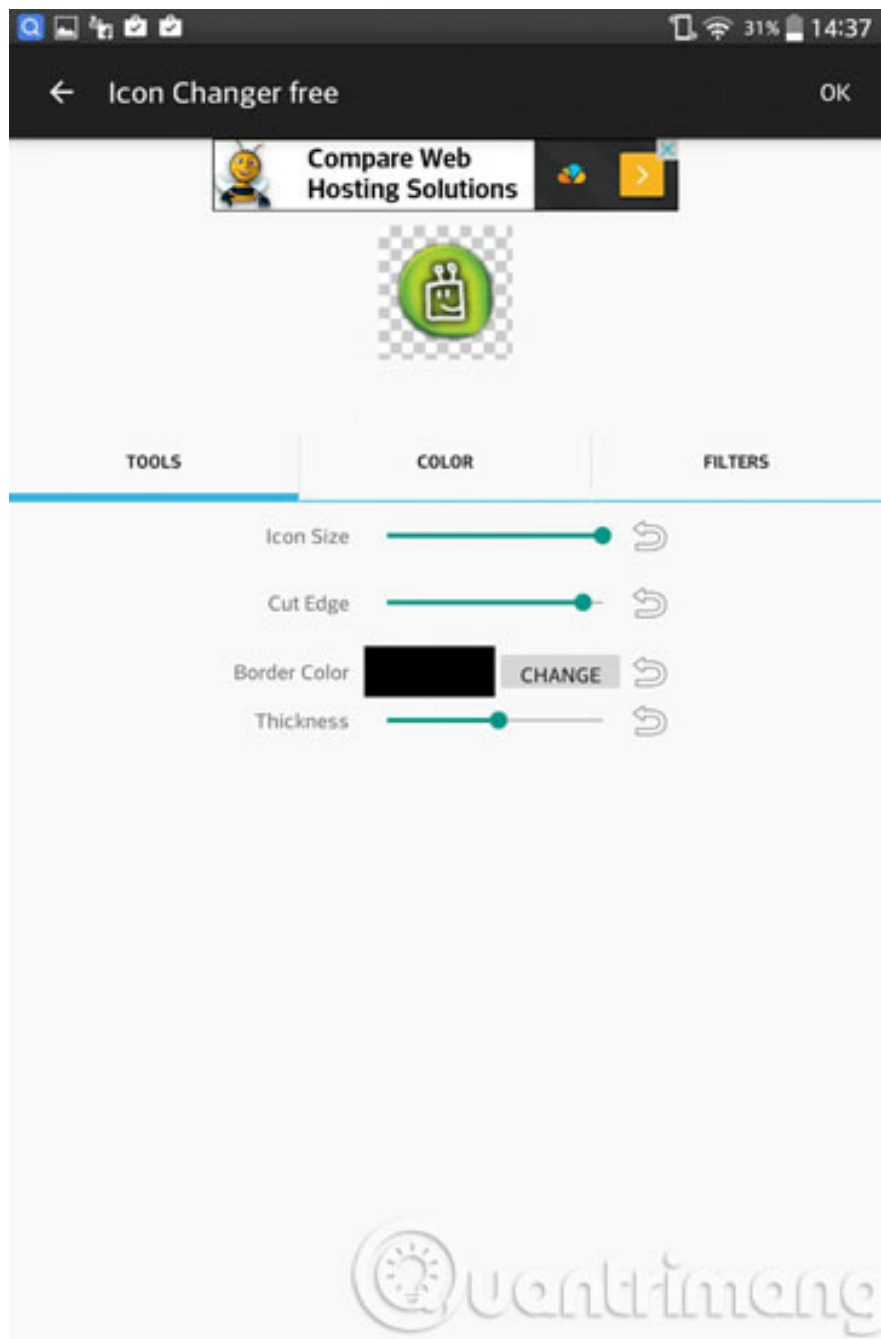 31% 14:37
Icon Changer free OK
Compare Web
Hosting Solutions
TOOLS COLOR FILTERS
Icon Size
Cut Edge
Border Color CHANGE
Thickness
Quantrimang